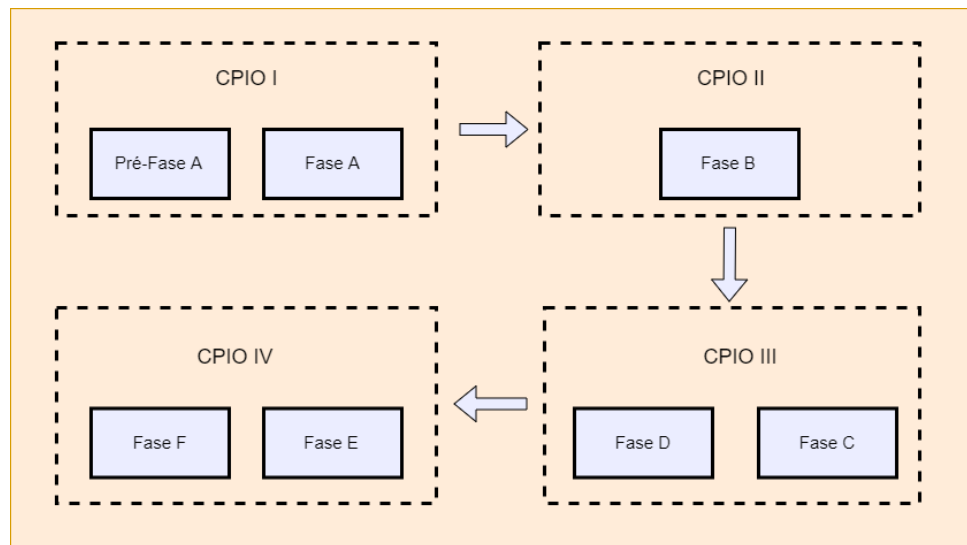 CPIO I
Pré-Fase A
Fase A
CPIO II
Fase B
CPIO IV
Fase F
Fase E
CPIO III
Fase D
Fase C